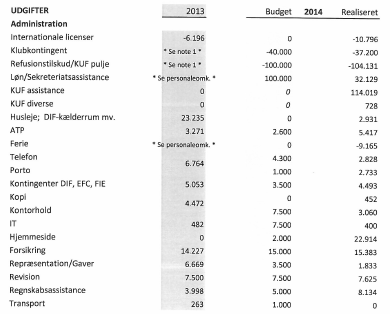 UDGIFTER 2013 Budget 2014 Realiseret
Administration
Internationale licenser -6.196 0 -10.796
Klubkontingent * Se note 1 * -40.000 -37.200
Refusionstilskud/KUF pulje * Se note 1 * -100.000 -104.131
Løn/Sekreteriatsassistance * Se personaleomk. * 100.000 32.129
KUF assistance 0 0 114.019
KUF diverse 0 0 728
Husleje; DIF-kælderrum mv. 23.235 0 2.931
ATP 3.271 2.600 5.417
Ferie * Se personaleomk. * 0 -9.165
Telefon 6.764 4.300 2.828
Porto 1.000 2.733
Kontingenter DIF, EFC, FIE 5.053 3.500 4.493
Kopi 4.472 0 452
Kontorhold 7.500 3.060
IT 482 7.500 400
Hjemmeside 0 2.000 22.914
Forsikring 14.227 15.000 15.383
Repræsentation/Gaver 6.669 3.500 1.833
Revision 7.500 7.500 7.625
Regnskabsassistance 3.998 5.000 8.134
Transport 263 1.000 0